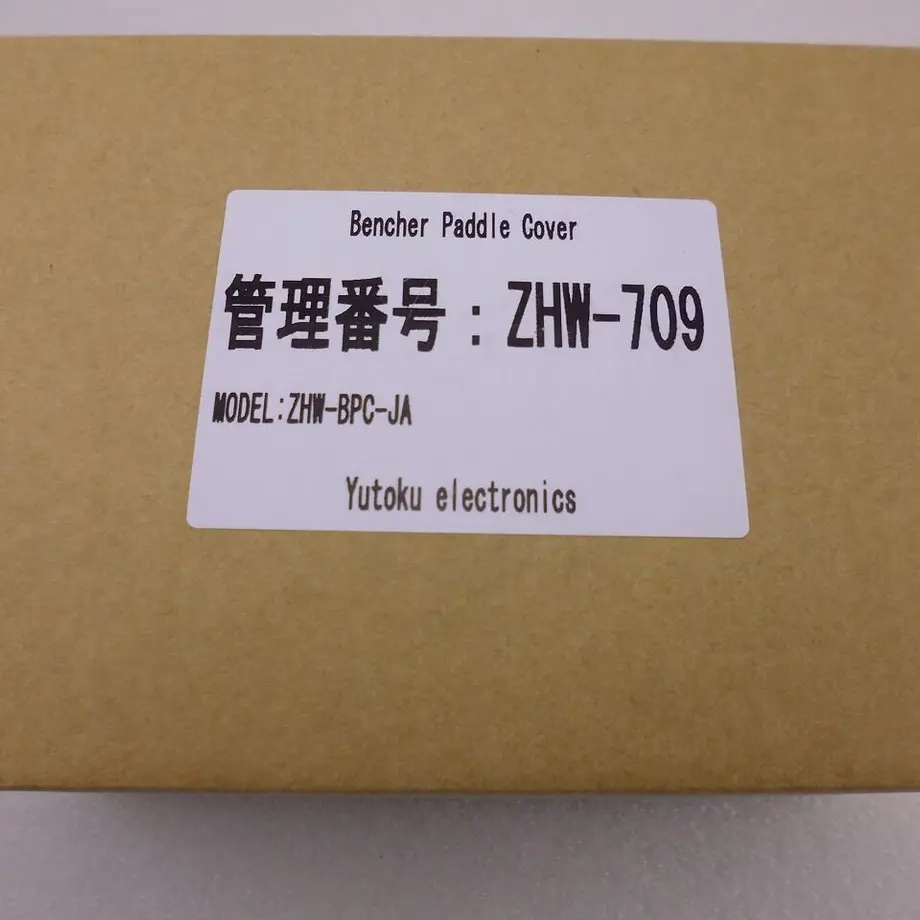 Bencher Paddle Cover
管理番号：ZHW-709
MODEL:ZHW-BPC-JA
Yutoku electronics